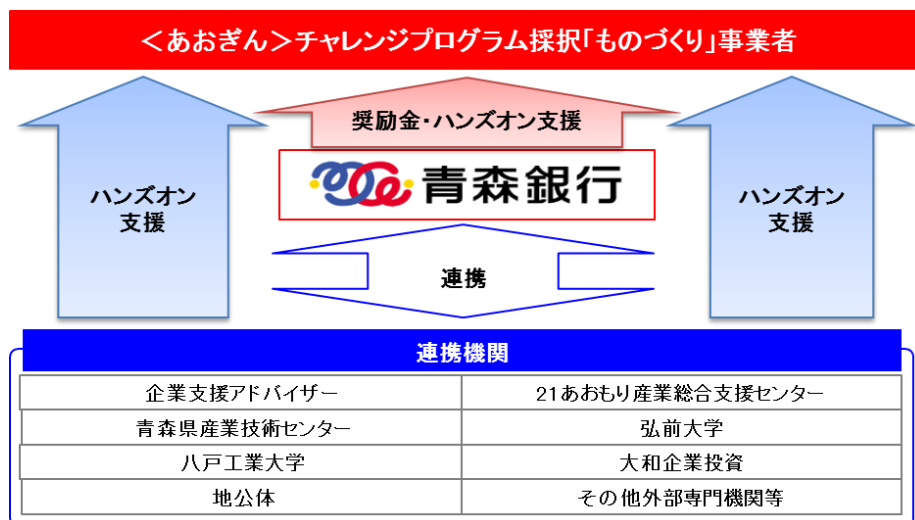 ＜あおぎん＞チャレンジプログラム採択「ものづくり」事業者
奨励金・ハンズオン支援
ハンズオン
支援
青森銀行
ハンズオン
支援
連携
連携機関
企業支援アドバイザー
21あおもり産業総合支援センター
青森県産業技術センター
弘前大学
八戸工業大学
大和企業投資
地公体
その他外部専門機関等